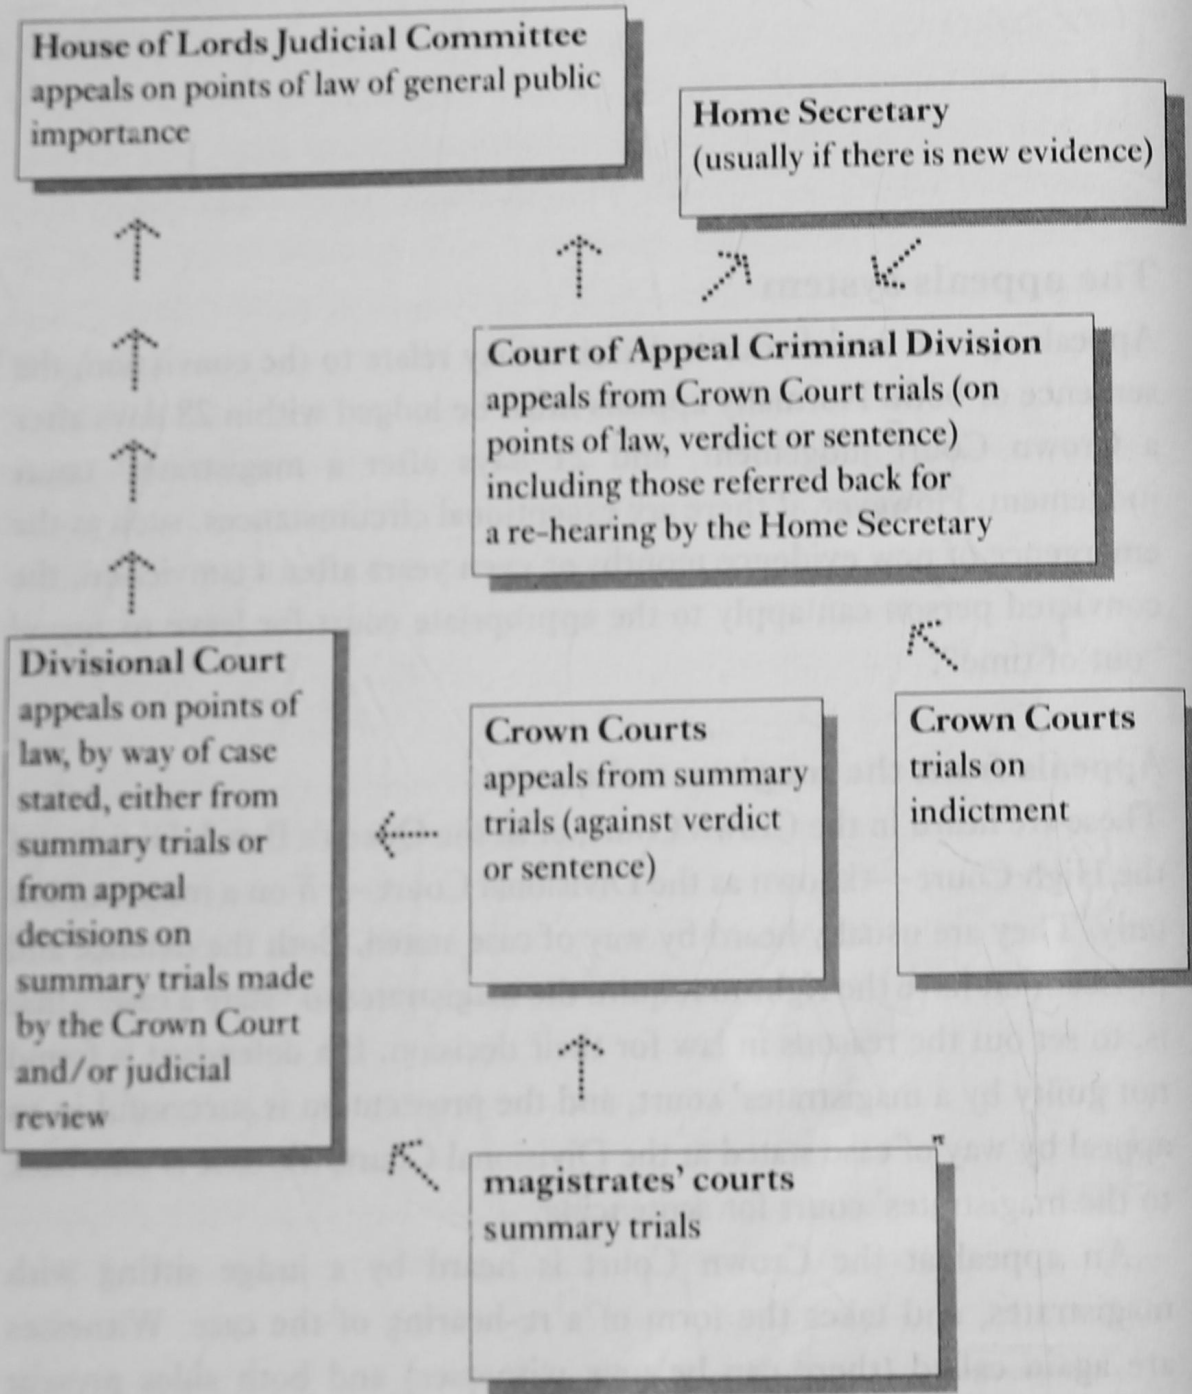 House of Lords Judicial Committee
appeals on points of law of general public
importance
Home Secretary
(usually if there is new evidence)
Court of Appeal Criminal Division
appeals from Crown Court trials (on
points of law, verdict or sentence)
including those referred back for
a re-hearing by the Home Secretary
Divisional Court
appeals on points of
law, by way of case
stated, either from
summary trials or
from appeal
decisions on
summary trials made
by the Crown Court
and/or judicial
review
Crown Courts
appeals from summary
trials (against verdict
or sentence)
Crown Courts
trials on
indictment
magistrates' courts
summary trials